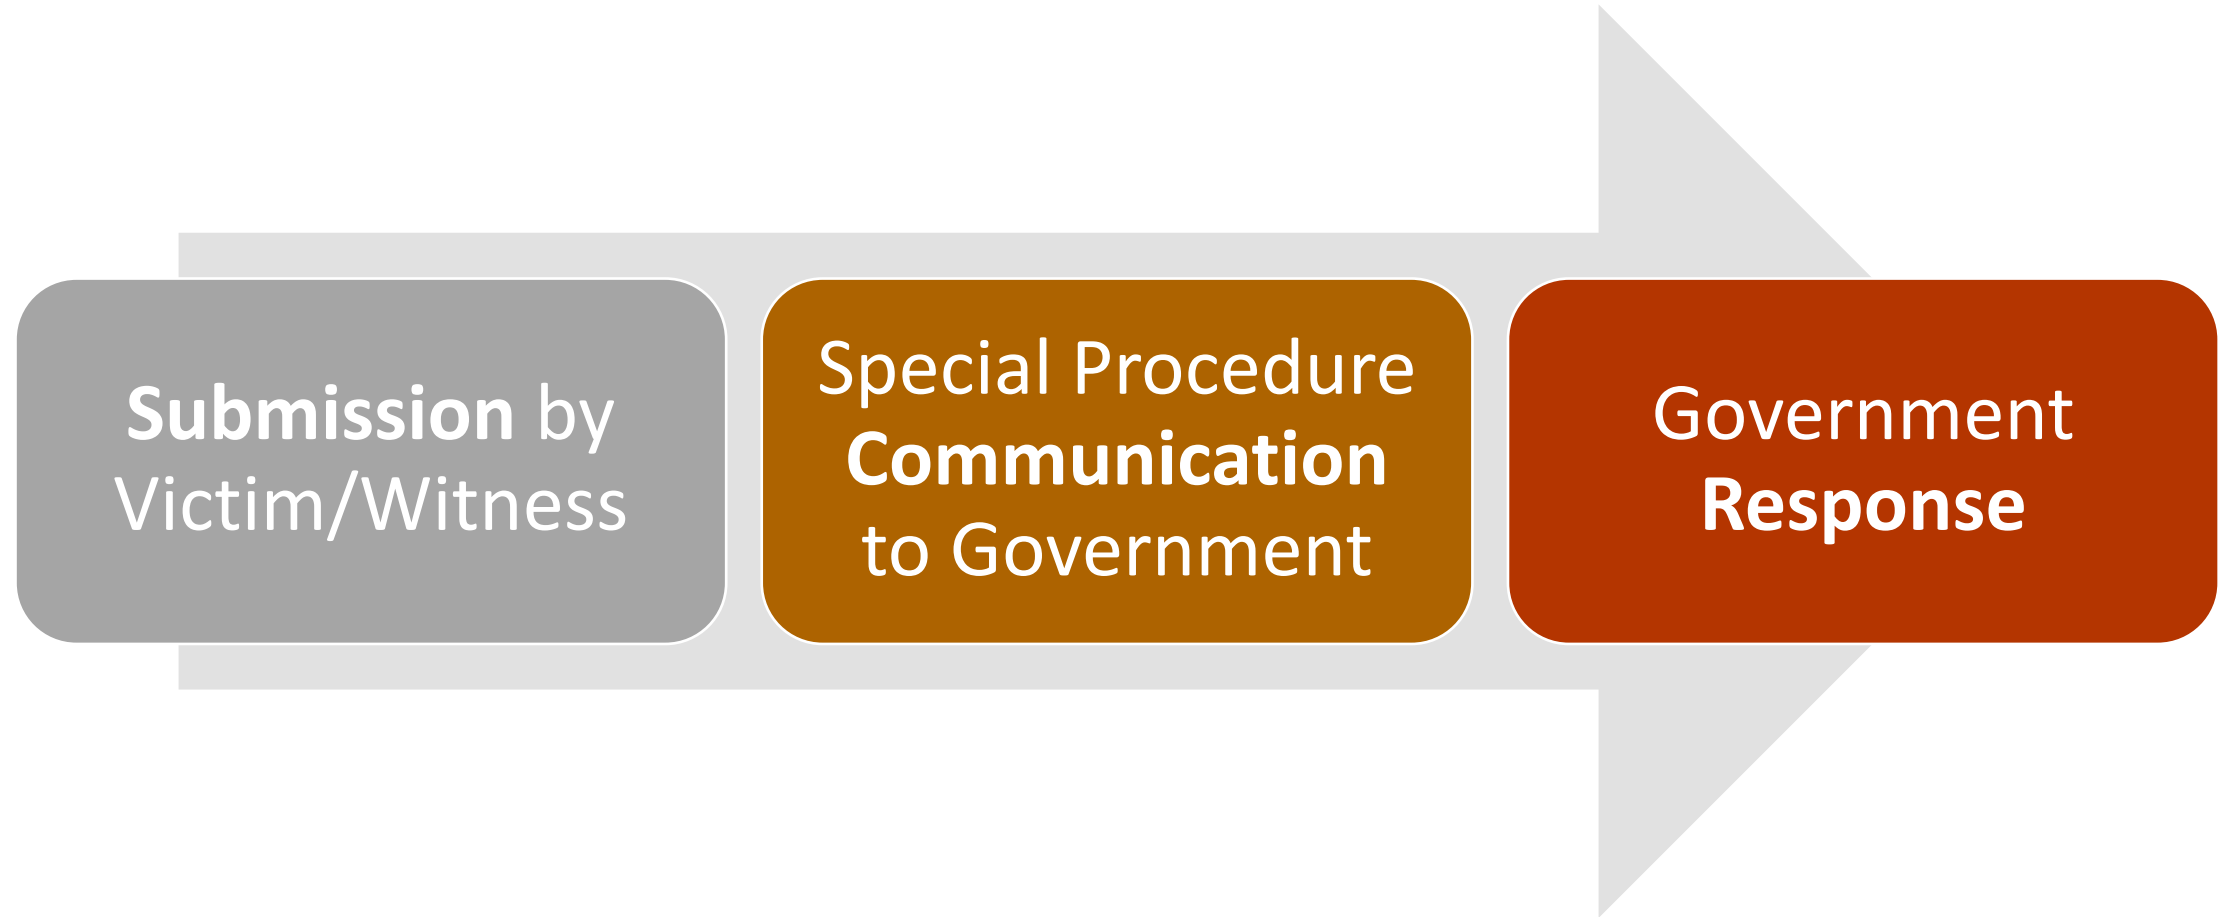 Submission by
Victim/Witness
Special Procedure
Communication
to Government
Government
Response